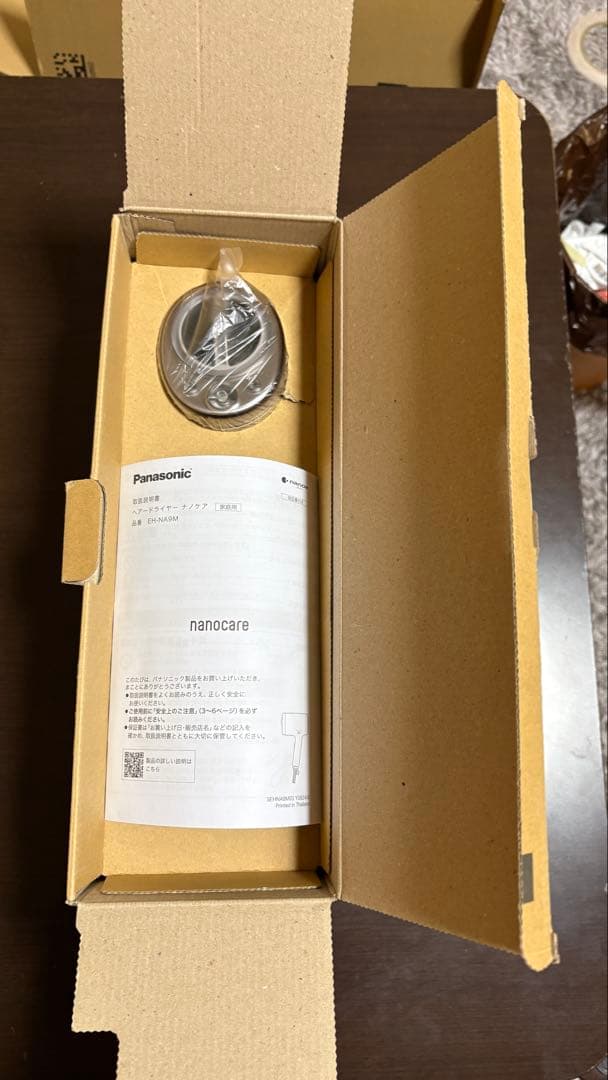 Panasonic
取扱説明書
ヘアードライヤー ナノケア 家庭用
品番 EH-NA9M
nanocare
このたびは、パナソニック製品をお買い上げいただき、
まことにありがとうございます。
●取扱説明書をよくお読みのうえ、正しく安全に
お使いください。
●ご使用前に「安全上のご注意」(3~6ページ)を必ず
お読みください。
●保証書は「お買い上げ日・販売店名」などの記入を
確かめ、取扱説明書とともに大切に保管してください。
製品の詳しい説明は
こちら
Printed in Thailand